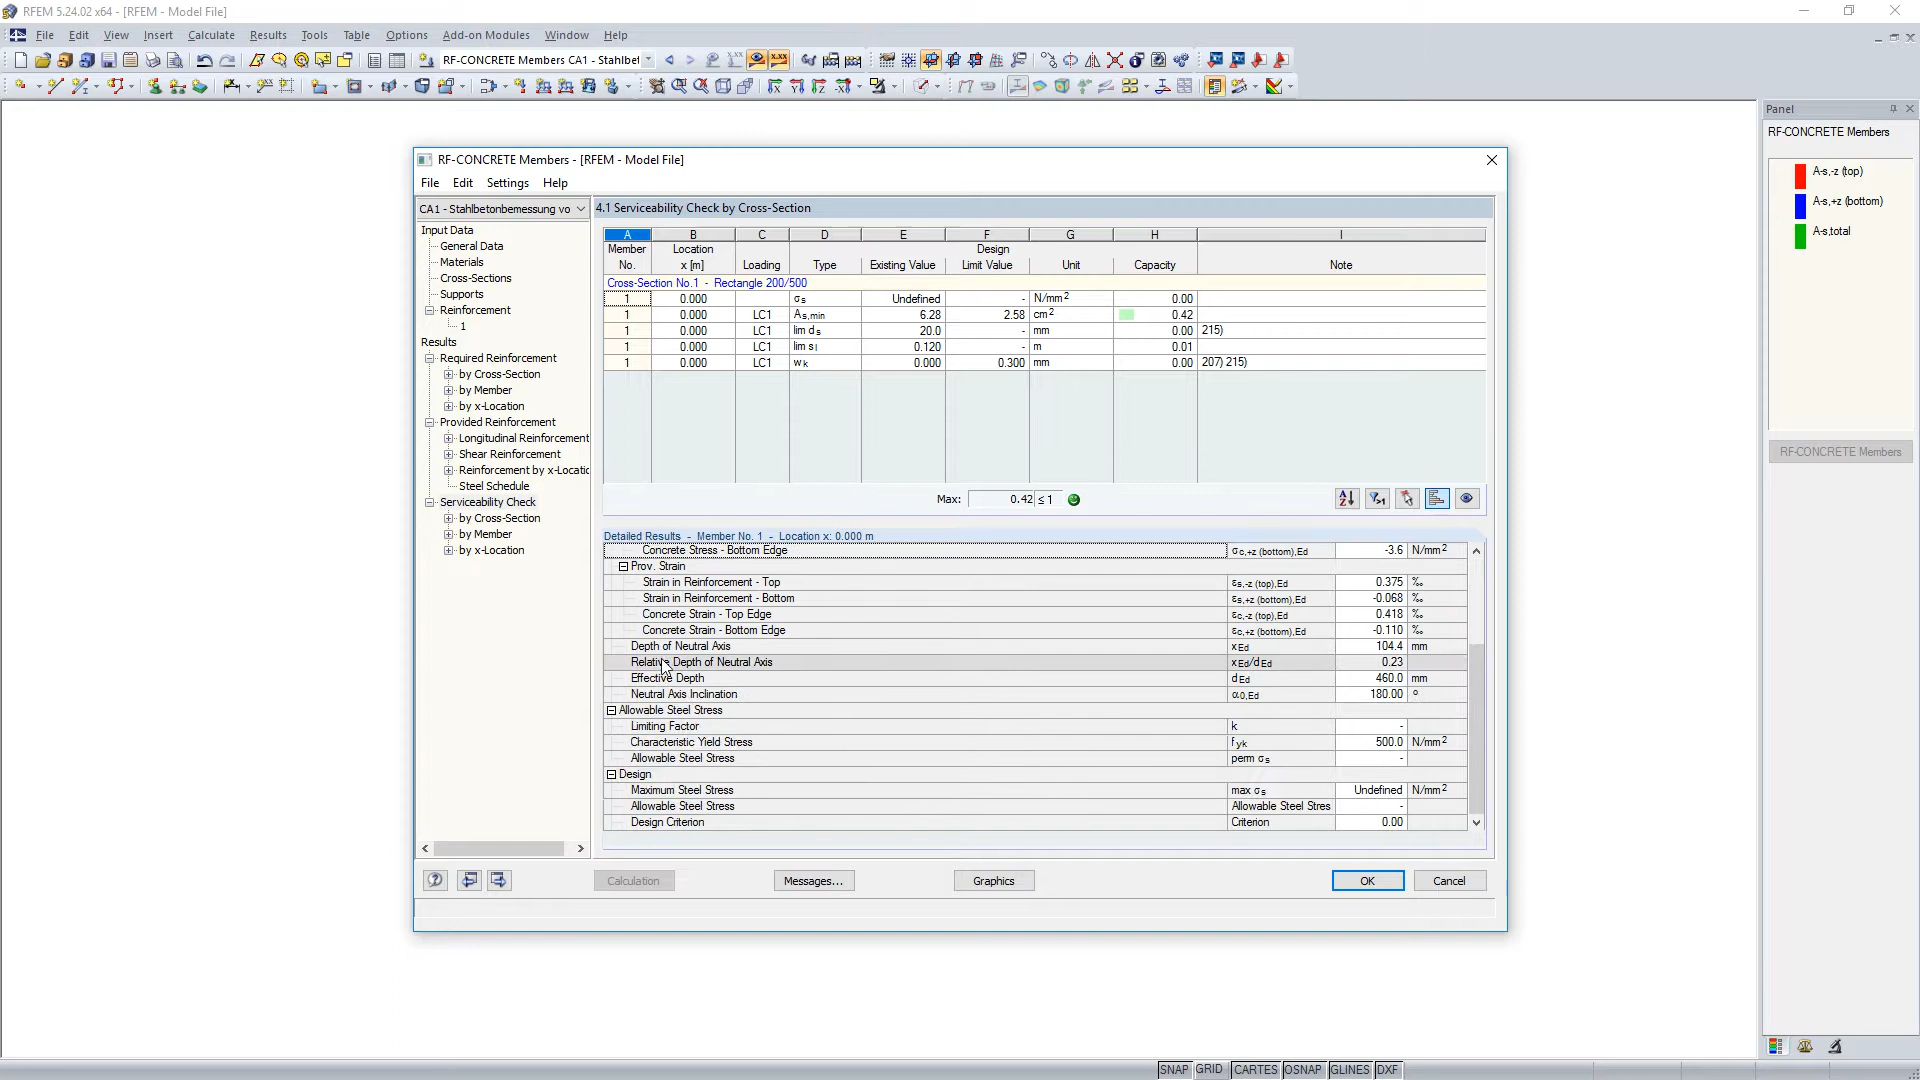 RFEM 5.24.02 x64 - [RFEM - Model File]
File Edit View Insert Calculate Results Tools Table Options Add-on Modules Window Help
RF-CONCRETE Members CA1 - Stahlbet
Panel
RF-CONCRETE Members
A-s,-z (top)
A-s,+z (bottom)
A-s,total
RF-CONCRETE Members
RF-CONCRETE Members - [RFEM - Model File]
File Edit Settings Help
CA1 - Stahlbetonbemessung vo
Input Data
General Data
Materials
Cross-Sections
Supports
Reinforcement
1
Results
Required Reinforcement
by Cross-Section
by Member
by x-Location
Provided Reinforcement
Longitudinal Reinforcement
Shear Reinforcement
Reinforcement by x-Locatic
Steel Schedule
Serviceability Check
by Cross-Section
by Member
by x-Location
4.1 Serviceability Check by Cross-Section
A B C D E F G H I
Member Location Design
No. x [m] Loading Type Existing Value Limit Value Unit Capacity Note
Cross-Section No.1 - Rectangle 200/500
1 0.000 σs Undefined - N/mm2 0.00
1 0.000 LC1 As,min 6.28 2.58 cm2 0.42
1 0.000 LC1 lim ds 20.0 - mm 0.00 215)
1 0.000 LC1 lim sl 0.120 - m 0.01
1 0.000 LC1 wk 0.000 0.300 mm 0.00 207) 215)
Max: 0.42 ≤ 1
Detailed Results - Member No. 1 - Location x: 0.000 m
Concrete Stress - Bottom Edge σc,+z (bottom),Ed -3.6 N/mm2
Prov. Strain
Strain in Reinforcement - Top εs,-z (top),Ed 0.375 ‰
Strain in Reinforcement - Bottom εs,+z (bottom),Ed -0.068 ‰
Concrete Strain - Top Edge εc,-z (top),Ed 0.418 ‰
Concrete Strain - Bottom Edge εc,+z (bottom),Ed -0.110 ‰
Depth of Neutral Axis xEd 104.4 mm
Relative Depth of Neutral Axis xEd/dEd 0.23
Effective Depth dEd 460.0 mm
Neutral Axis Inclination α0,Ed 180.00 °
Allowable Steel Stress
Limiting Factor k -
Characteristic Yield Stress fyk 500.0 N/mm2
Allowable Steel Stress perm σs -
Design
Maximum Steel Stress max σs Undefined N/mm2
Allowable Steel Stress Allowable Steel Stres -
Design Criterion Criterion 0.00
Calculation Messages... Graphics OK Cancel
SNAP GRID CARTES OSNAP GLINES DXF